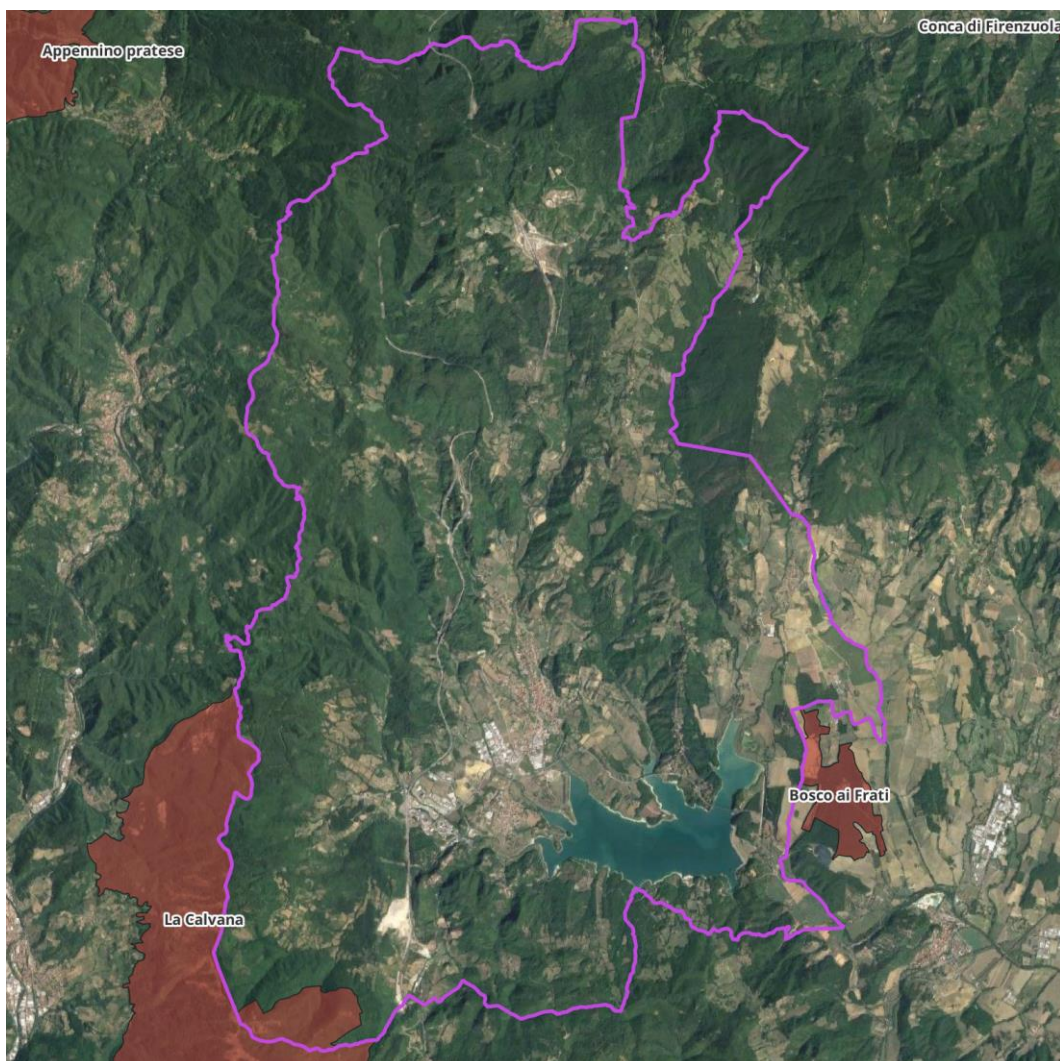 Appennino pratese
Conca di Firenzuola
Bosco ai Frati
La Calvana